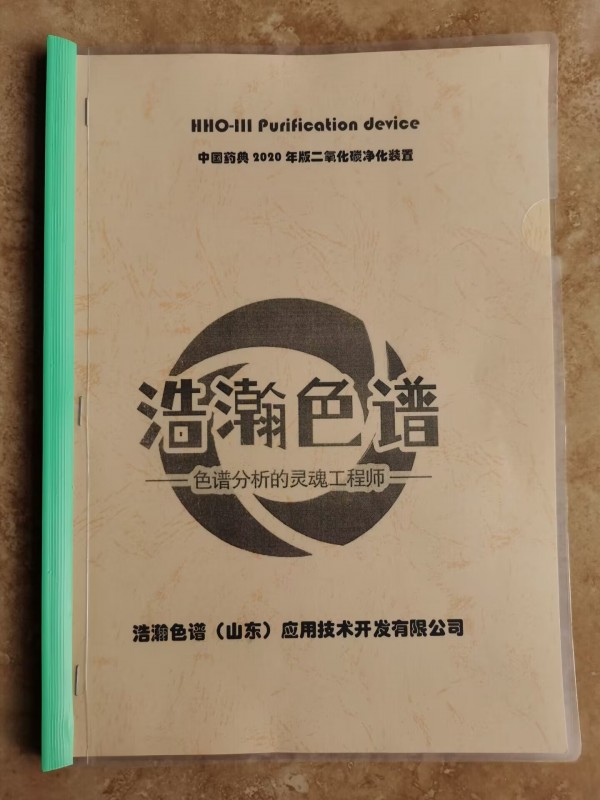 HHO-III Purification device
中国药典 2020 年版二氧化碳净化装置
浩瀚色谱
色谱分析的灵魂工程师
浩瀚色谱（山东）应用技术开发有限公司